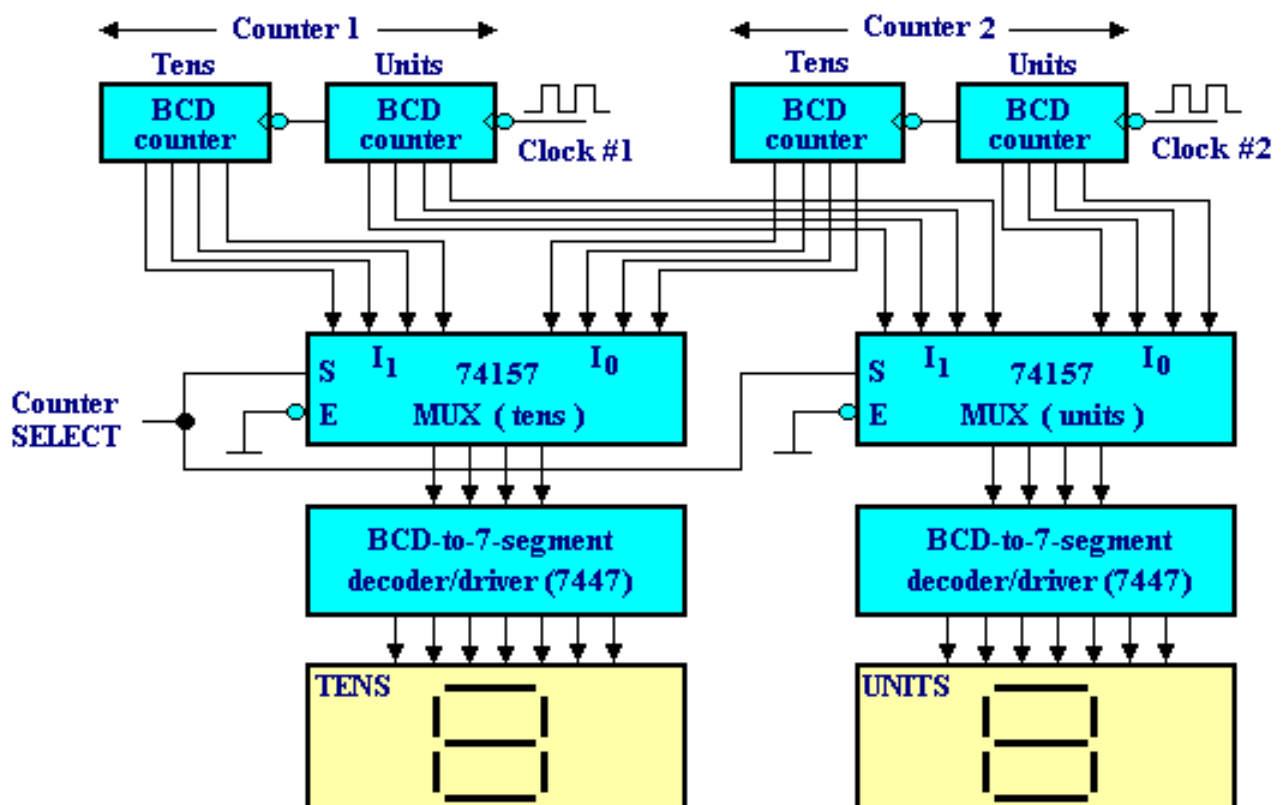 Counter 1
Counter 2
Tens
Units
Tens
Units
BCD
counter
BCD
counter
Clock #1
BCD
counter
BCD
counter
Clock #2
Counter
SELECT
S
I1
74157
I0
E
MUX ( tens )
S
I1
74157
I0
E
MUX ( units )
BCD-to-7-segment
decoder/driver (7447)
BCD-to-7-segment
decoder/driver (7447)
TENS
8
UNITS
8